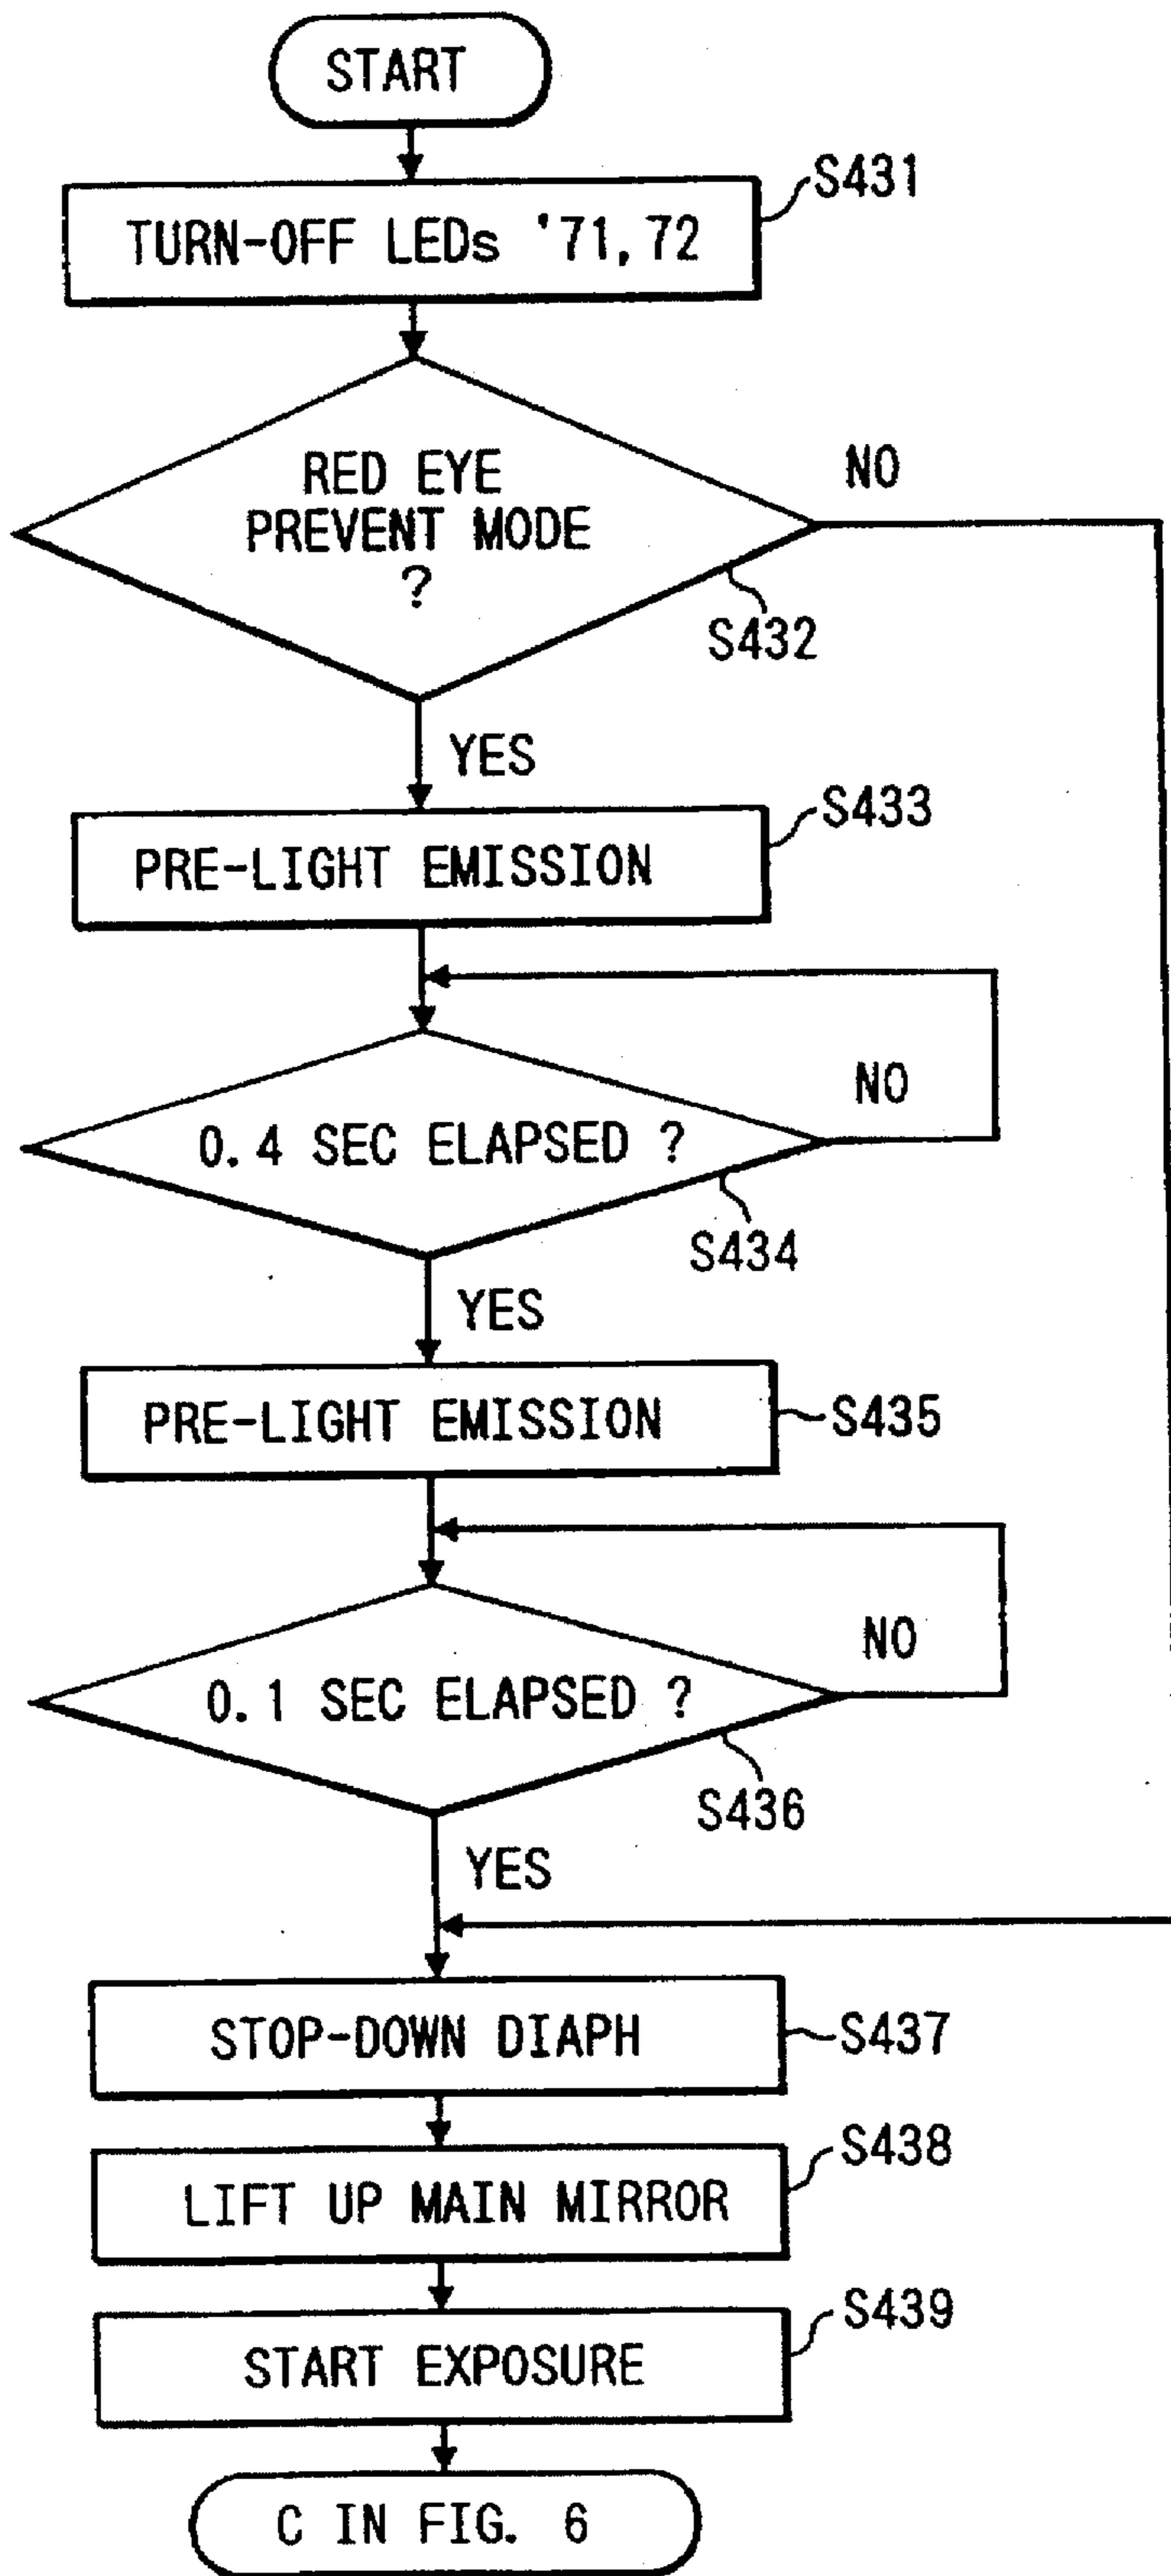 START
S431
TURN-OFF LEDs '71, 72
RED EYE
PREVENT MODE
?
NO
S432
YES
S433
PRE-LIGHT EMISSION
NO
0.4 SEC ELAPSED ?
S434
YES
PRE-LIGHT EMISSION
S435
NO
0.1 SEC ELAPSED ?
S436
YES
STOP-DOWN DIAPH
S437
S438
LIFT UP MAIN MIRROR
S439
START EXPOSURE
C IN FIG. 6